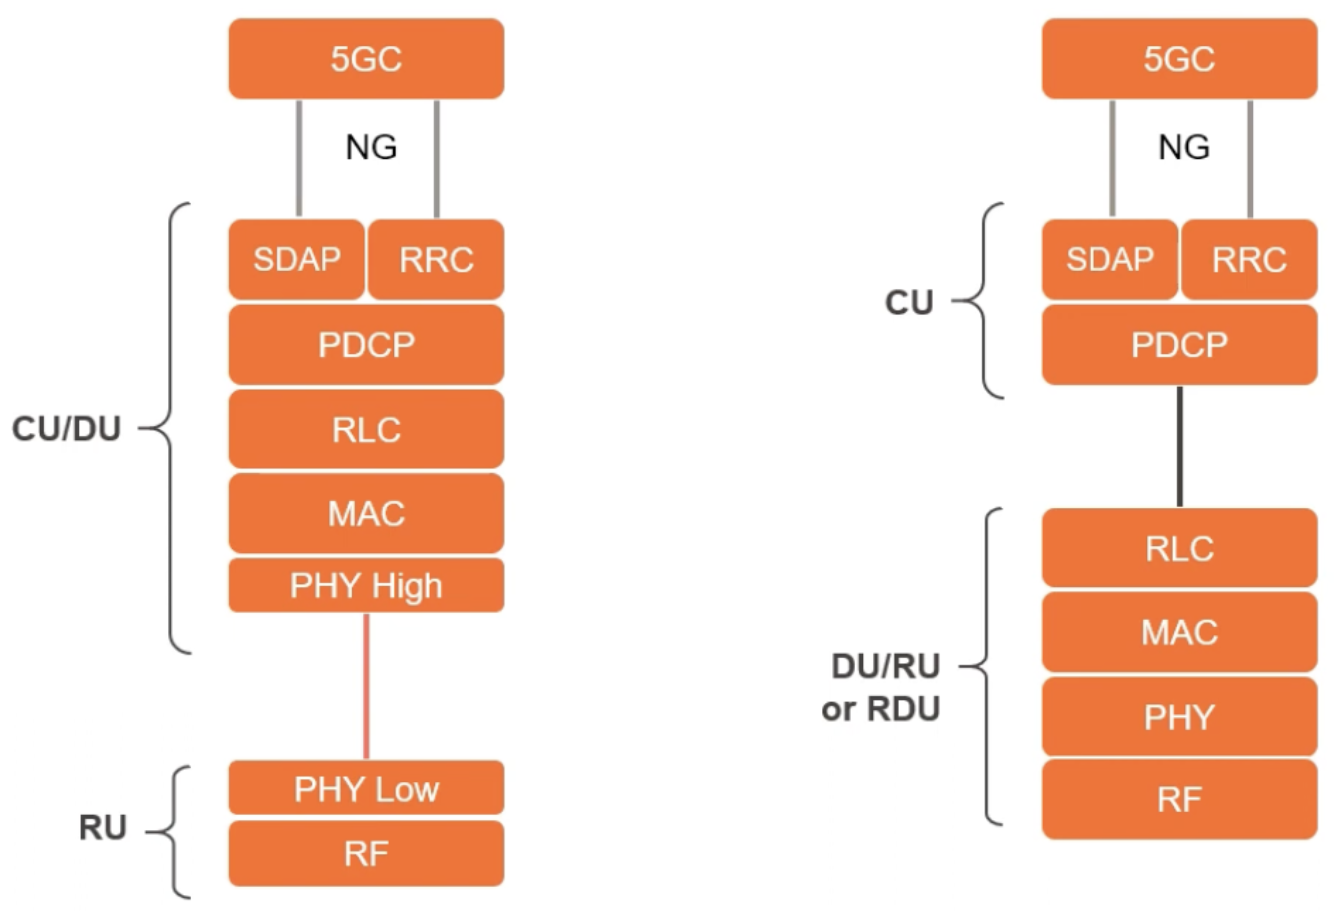 5GC
NG
SDAP
RRC
PDCP
CU/DU
RLC
MAC
PHY High
PHY Low
RU
RF
5GC
NG
SDAP
RRC
CU
PDCP
RLC
MAC
DU/RU
or RDU
PHY
RF